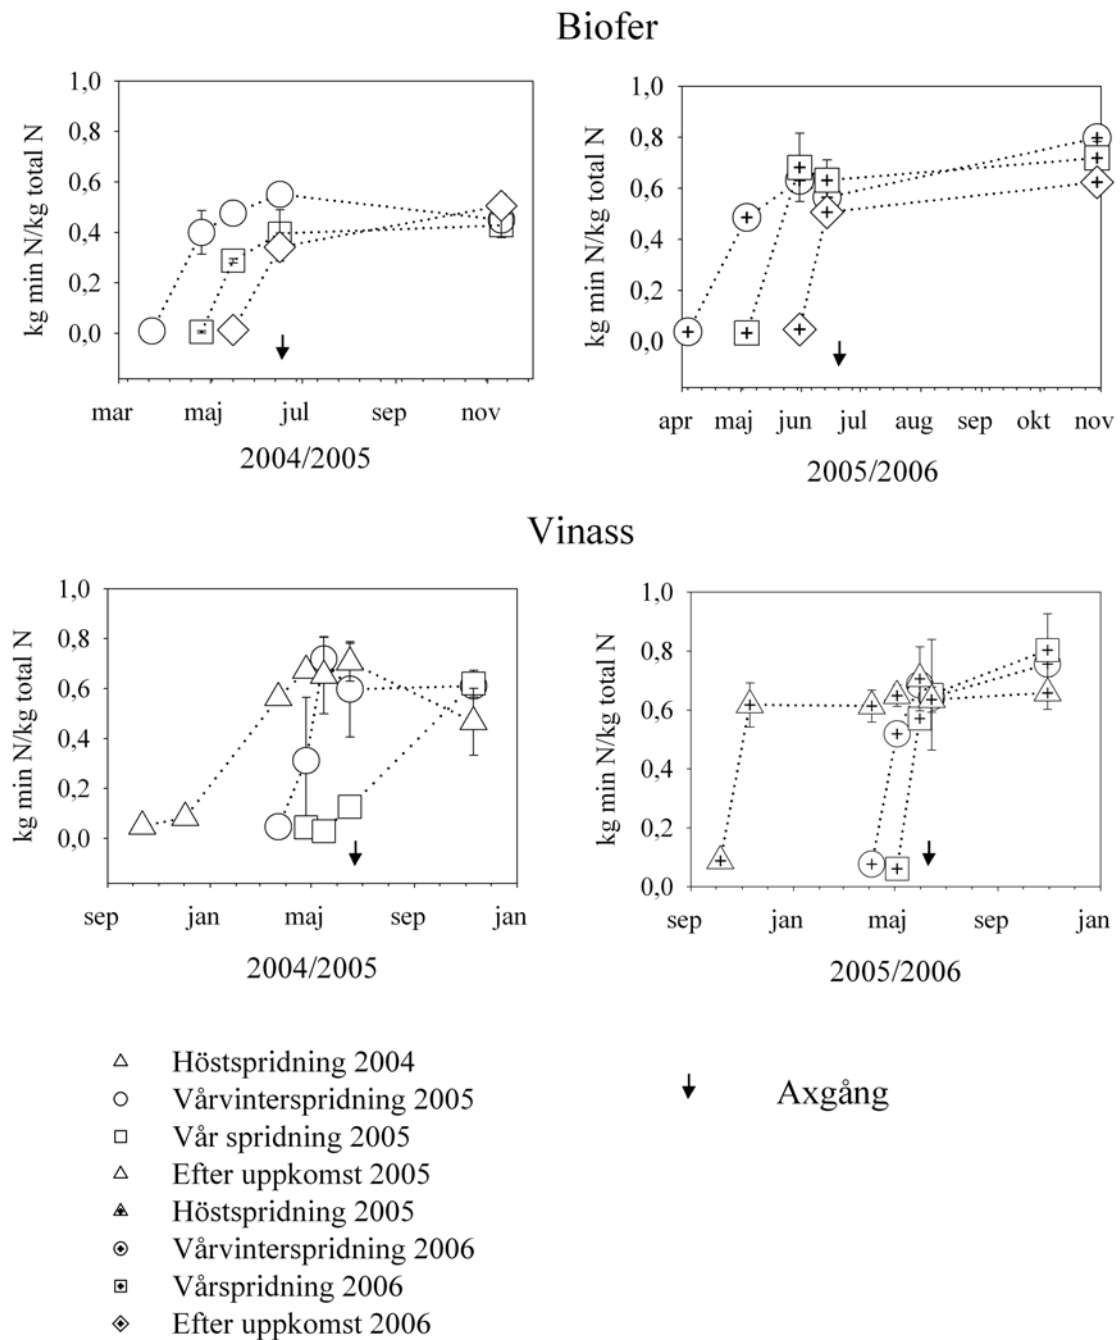 Biofer
kg min N/kg total N
1,0
0,8
0,6
0,4
0,2
0,0
mar maj jul sep nov
2004/2005
kg min N/kg total N
1,0
0,8
0,6
0,4
0,2
0,0
apr maj jun jul aug sep okt nov
2005/2006
Vinass
kg min N/kg total N
1,0
0,8
0,6
0,4
0,2
0,0
sep jan maj sep jan
2004/2005
kg min N/kg total N
1,0
0,8
0,6
0,4
0,2
0,0
sep jan maj sep jan
2005/2006
Höstspridning 2004
Vårvinterspridning 2005
Vår spridning 2005
Efter uppkomst 2005
Höstspridning 2005
Vårvinterspridning 2006
Vårspridning 2006
Efter uppkomst 2006
Axgång